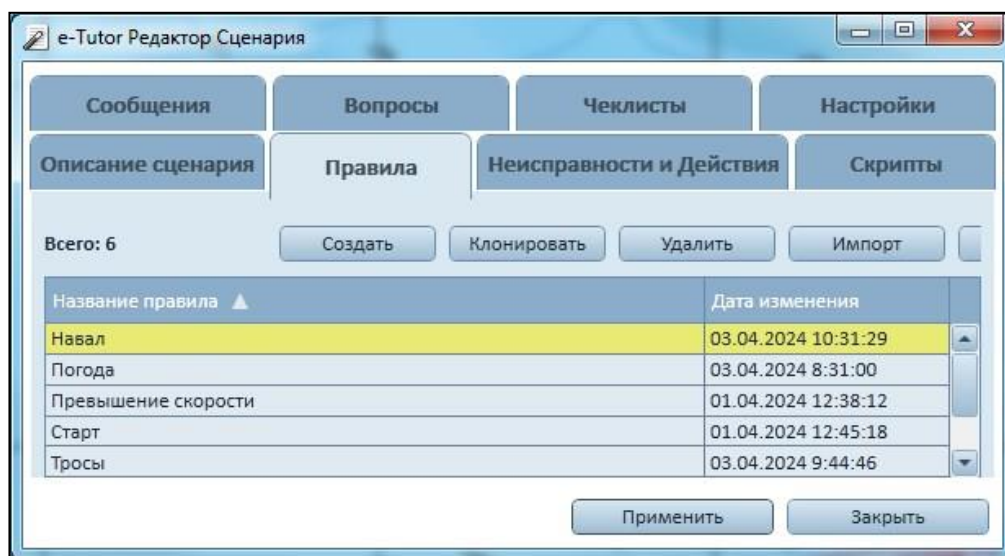 e-Tutor Редактор Сценария
Сообщения Вопросы Чеклисты Настройки
Описание сценария Правила Неисправности и Действия Скрипты
Всего: 6 Создать Клонировать Удалить Импорт
Название правила Дата изменения
Навал 03.04.2024 10:31:29
Погода 03.04.2024 8:31:00
Превышение скорости 01.04.2024 12:38:12
Старт 01.04.2024 12:45:18
Тросы 03.04.2024 9:44:46
Применить Закрыть